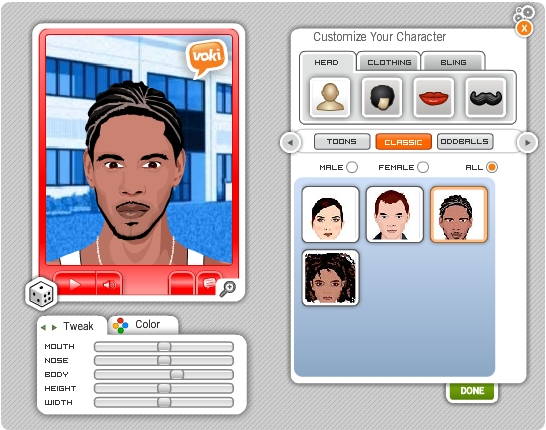 Customize Your Character
X
voki
HEAD
CLOTHING
BLING
TOONS
CLASSIC
ODDBALLS
MALE
FEMALE
ALL
Tweak
Color
MOUTH
NOSE
BODY
HEIGHT
WIDTH
DONE